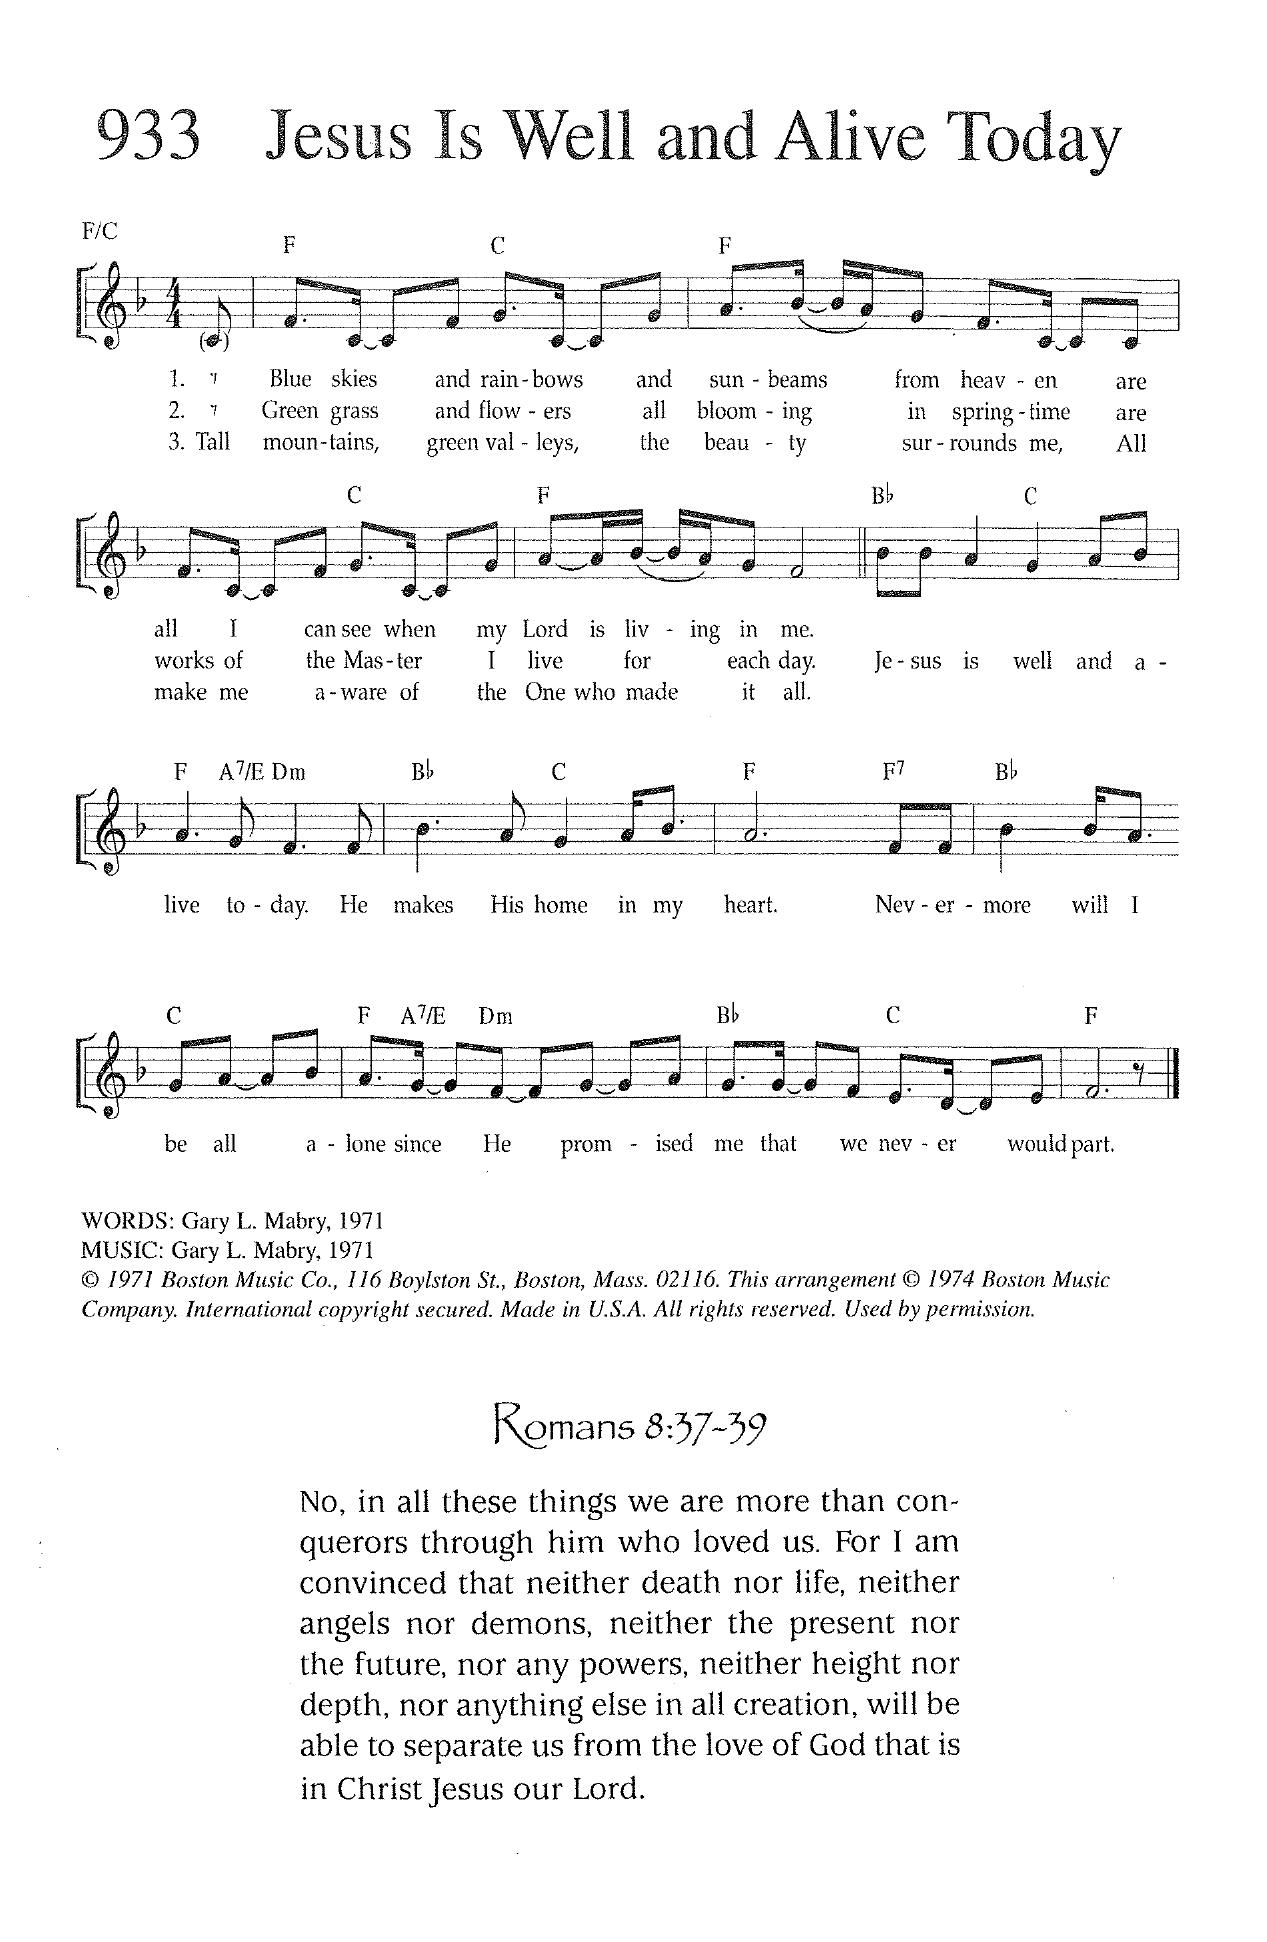 933 Jesus Is Well and Alive Today
F/C F C F
1. Blue skies and rain-bows and sun - beams from heav - en are
2. Green grass and flow - ers all bloom - ing in spring-time are
3. Tall moun-tains, green val - leys, the beau - ty sur-rounds me, All
C F B♭ C
all I can see when my Lord is liv - ing in me.
works of the Mas-ter I live for each day. Je-sus is well and a -
make me a-ware of the One who made it all.
F A7/E Dm B♭ C F F7 B♭
live to - day. He makes His home in my heart. Nev - er - more will I
C F A7/E Dm B♭ C F
be all a - lone since He prom - ised me that we nev - er would part.
WORDS: Gary L. Mabry, 1971
MUSIC: Gary L. Mabry, 1971
© 1971 Boston Music Co., 116 Boylston St., Boston, Mass. 02116. This arrangement © 1974 Boston Music
Company. International copyright secured. Made in U.S.A. All rights reserved. Used by permission.
Romans 8:37-39
No, in all these things we are more than con-
querors through him who loved us. For I am
convinced that neither death nor life, neither
angels nor demons, neither the present nor
the future, nor any powers, neither height nor
depth, nor anything else in all creation, will be
able to separate us from the love of God that is
in Christ Jesus our Lord.